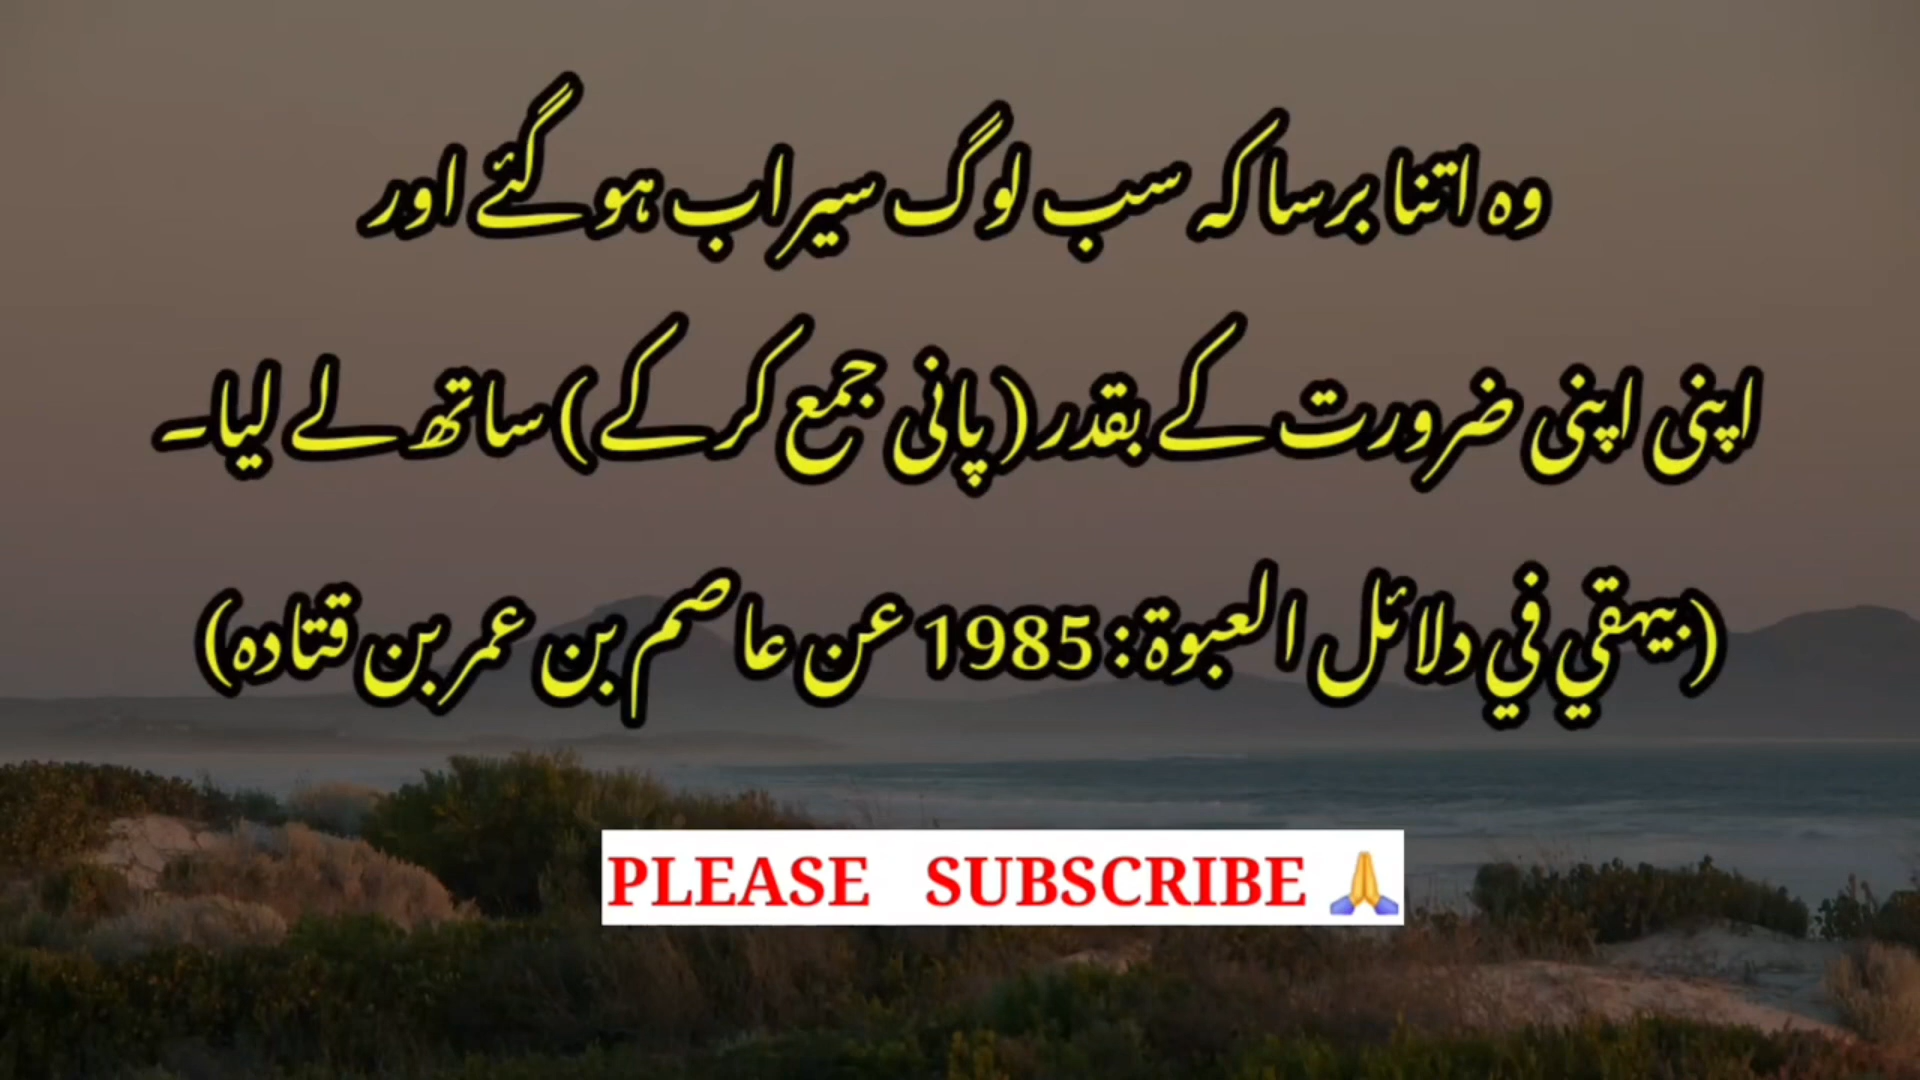 وہ اتنا برسا کہ سب لوگ سیراب ہو گئے اور
اپنی اپنی ضرورت کے بقدر (پانی جمع کر کے) ساتھ لے لیا۔
(بيهقي في دلائل العبوة: 1985 عن عاصم بن عمر بن قتادہ)
PLEASE SUBSCRIBE 🙏